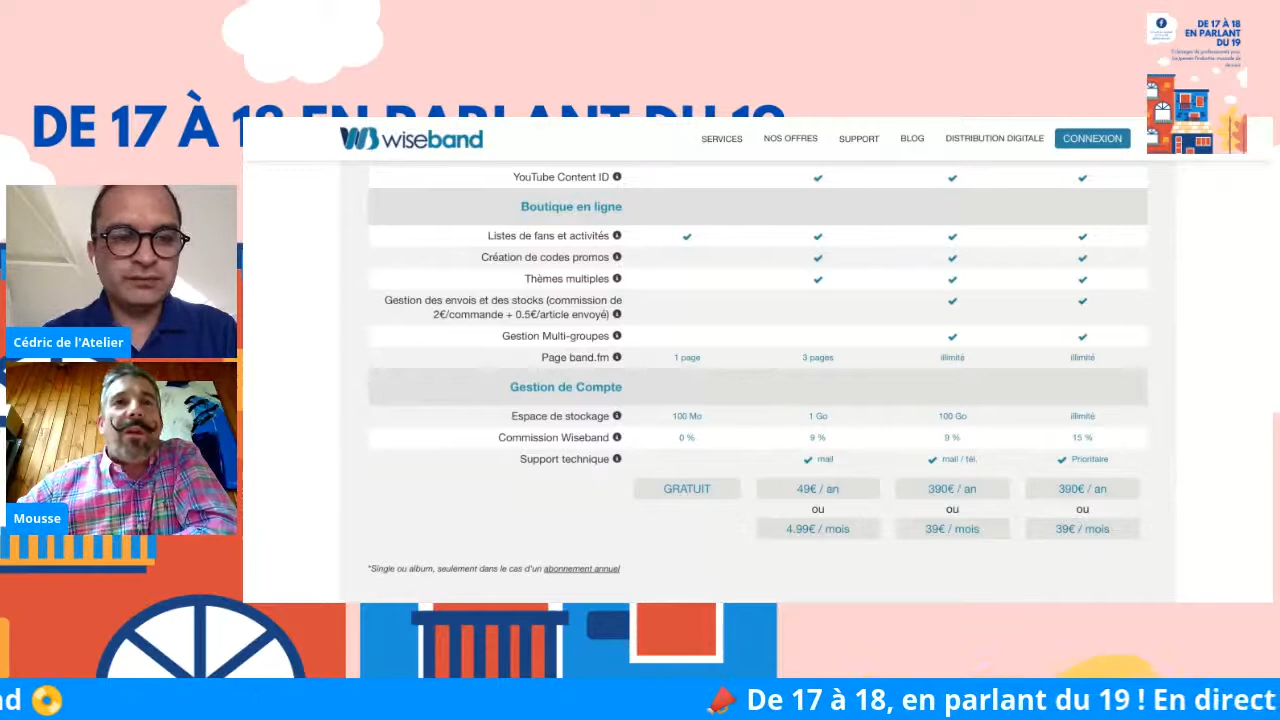 DE 17 À 18 EN PARLANT DU 19
DE 17 À 18
EN PARLANT
DU 19
wiseband
SERVICES NOS OFFRES SUPPORT BLOG DISTRIBUTION DIGITALE CONNEXION
YouTube Content ID
Boutique en ligne
Listes de fans et activités
Création de codes promos
Thèmes multiples
Gestion des envois et des stocks (commission de
2€/commande + 0.5€/article envoyé)
Gestion Multi-groupes
Page band.fm 1 page 3 pages illimité illimité
Gestion de Compte
Espace de stockage 100 Mo 1 Go 100 Go illimité
Commission Wiseband 0 % 9 % 9 % 15 %
Support technique mail mail / tél. Prioritaire
GRATUIT 49€ / an 390€ / an 390€ / an
ou ou ou
4.99€ / mois 39€ / mois 39€ / mois
*Single ou album, seulement dans le cas d'un abonnement annuel
Cédric de l'Atelier
Mousse
nd De 17 à 18, en parlant du 19 ! En direct